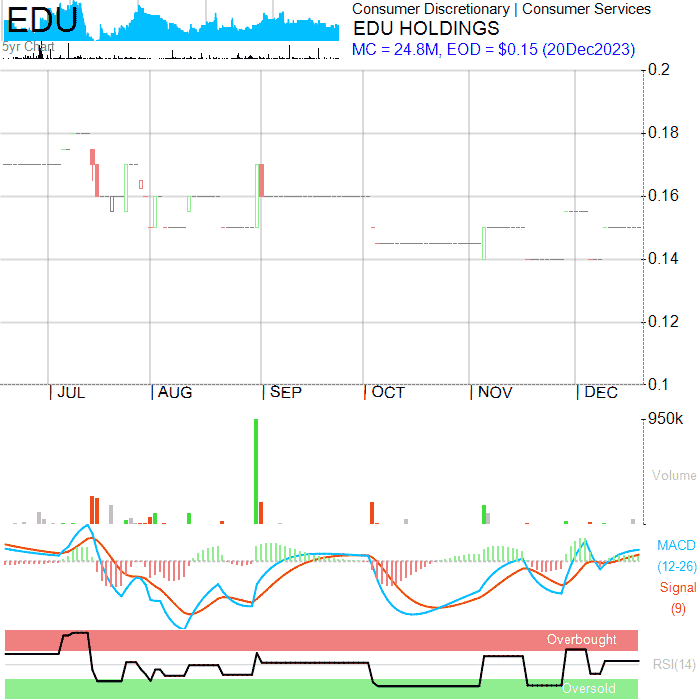 EDU
5yr Chart
Consumer Discretionary | Consumer Services
EDU HOLDINGS
MC = 24.8M, EOD = $0.15 (20Dec2023)
0.2
0.18
0.16
0.14
0.12
0.1
JUL
AUG
SEP
OCT
NOV
DEC
950k
Volume
MACD
(12-26)
Signal
(9)
Overbought
RSI(14)
Oversold